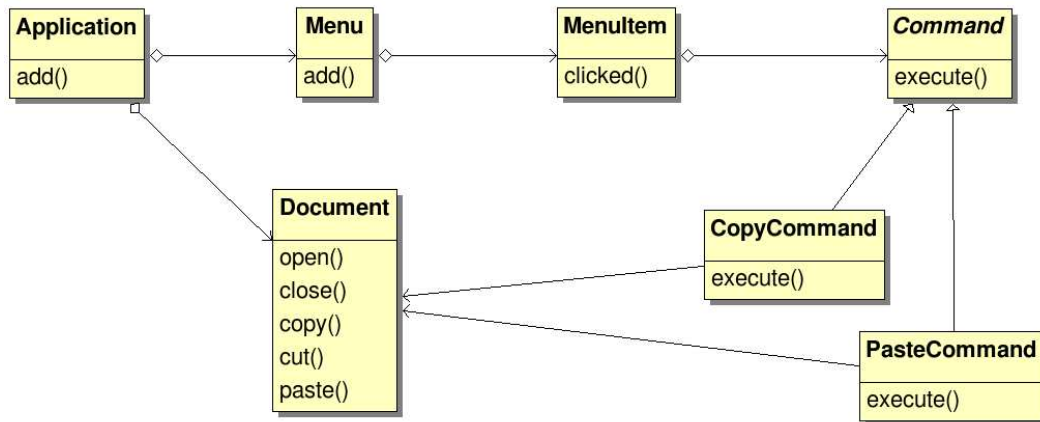 Application
add()
Menu
add()
MenuItem
clicked()
Command
execute()
Document
open()
close()
copy()
cut()
paste()
CopyCommand
execute()
PasteCommand
execute()